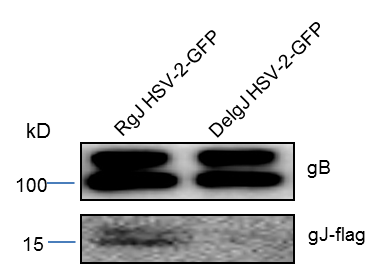 RgJ HSV-2-GFP
DelgJ HSV-2-GFP
kD
gB
100
gJ-flag
15